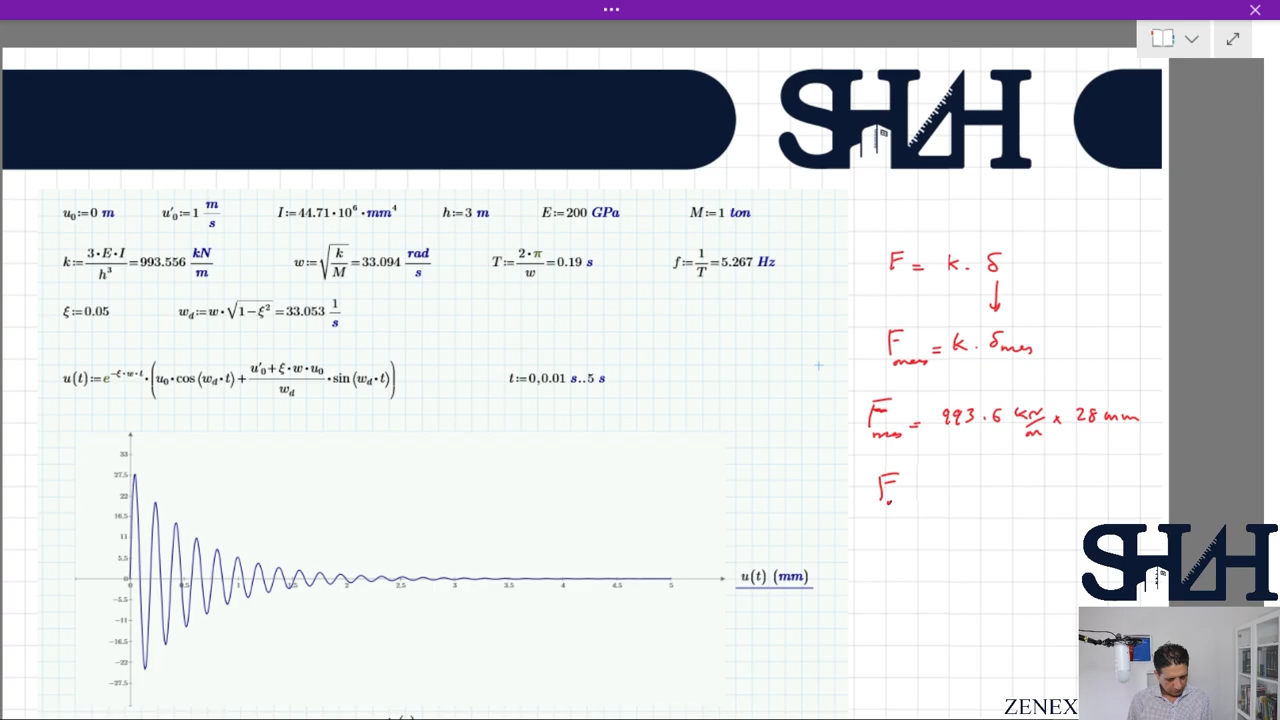 SHZH
u₀:=0 m u′₀:=1 m/s I:=44.71·10⁶·mm⁴ h:=3 m E:=200 GPa M:=1 ton
k:=3·E·I/h³=993.556 kN/m w:=√(k/M)=33.094 rad/s T:=2·π/w=0.19 s f:=1/T=5.267 Hz
ξ:=0.05 w_d:=w·√(1−ξ²)=33.053 1/s
u(t):=e^(−ξ·w·t)·(u₀·cos(w_d·t)+(u′₀+ξ·w·u₀)/w_d·sin(w_d·t)) t:=0,0.01 s..5 s
F = k. δ
F = k. δ
F = 993.6 kN/m × 28 mm
F
33
27.5
22
16.5
11
5.5
0
-5.5
-11
-16.5
-22
-27.5
0 0.5 1 1.5 2 2.5 3 3.5 4 4.5 5
u(t) (mm)
SHZH
ZENEX